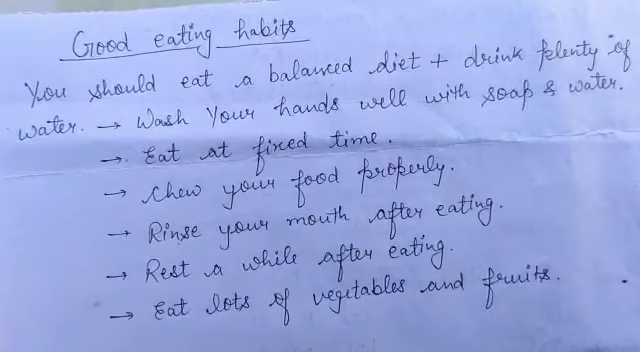 Good eating habits
You should eat a balanced diet + drink plenty of
water. → Wash Your hands well with soap & water.
→ Eat at fixed time.
→ Chew your food properly.
→ Rinse your mouth after eating.
→ Rest a while after eating.
→ Eat lots of vegetables and fruits.